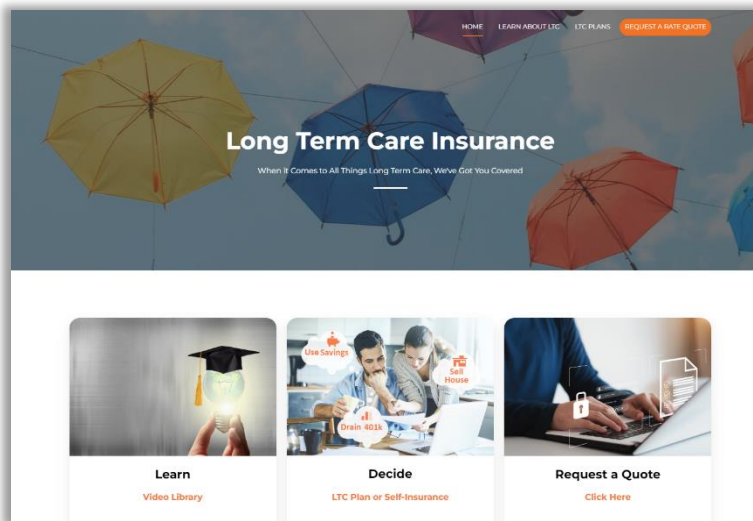 HOME LEARN ABOUT LTC LTC PLANS REQUEST A RATE QUOTE
Long Term Care Insurance
When it Comes to All Things Long Term Care, We've Got You Covered
Use Savings
Sell
House
Drain 401k
Learn
Video Library
Decide
LTC Plan or Self-Insurance
Request a Quote
Click Here